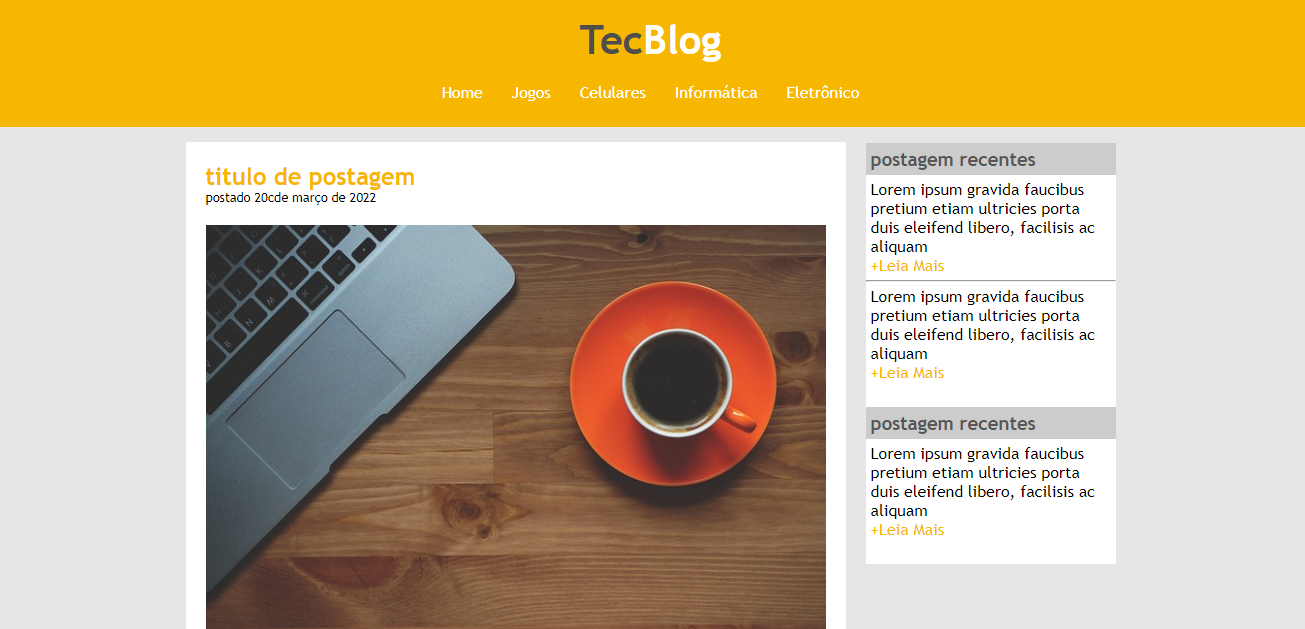 TecBlog
Home Jogos Celulares Informática Eletrônico
titulo de postagem
postado 20cde março de 2022
postagem recentes
Lorem ipsum gravida faucibus
pretium etiam ultricies porta
duis eleifend libero, facilisis ac
aliquam
+Leia Mais
Lorem ipsum gravida faucibus
pretium etiam ultricies porta
duis eleifend libero, facilisis ac
aliquam
+Leia Mais
postagem recentes
Lorem ipsum gravida faucibus
pretium etiam ultricies porta
duis eleifend libero, facilisis ac
aliquam
+Leia Mais